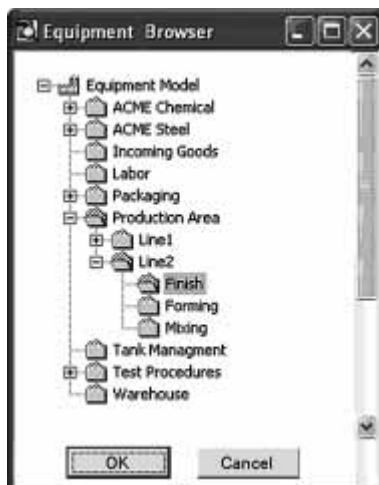 Equipment Browser
Equipment Model
ACME Chemical
ACME Steel
Incoming Goods
Labor
Packaging
Production Area
Line1
Line2
Finish
Forming
Mixing
Tank Managment
Test Procedures
Warehouse
OK Cancel